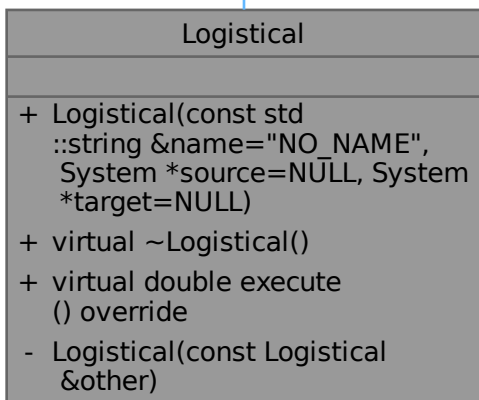 Logistical
+ Logistical(const std
::string &name="NO_NAME",
System *source=NULL, System
*target=NULL)
+ virtual ~Logistical()
+ virtual double execute
() override
- Logistical(const Logistical
&other)